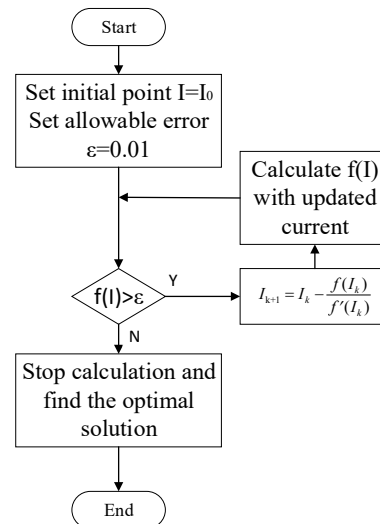 Start
Set initial point I=I₀
Set allowable error
ε=0.01
Calculate f(I)
with updated
current
f(I)>ε
Y
I_{k+1} = I_k - \frac{f(I_k)}{f'(I_k)}
N
Stop calculation and
find the optimal
solution
End